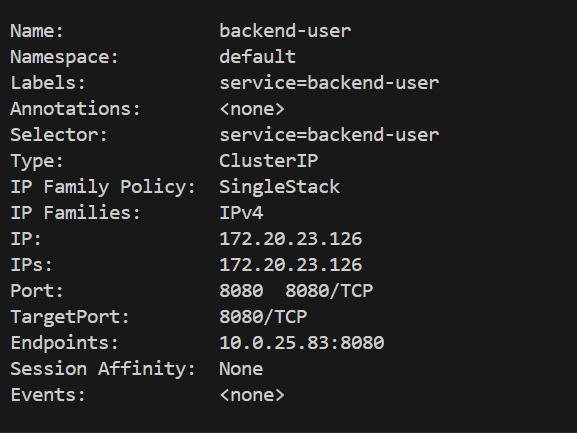 Name:              backend-user
Namespace:         default
Labels:            service=backend-user
Annotations:       <none>
Selector:          service=backend-user
Type:              ClusterIP
IP Family Policy:  SingleStack
IP Families:       IPv4
IP:                172.20.23.126
IPs:               172.20.23.126
Port:              8080  8080/TCP
TargetPort:        8080/TCP
Endpoints:         10.0.25.83:8080
Session Affinity:  None
Events:            <none>